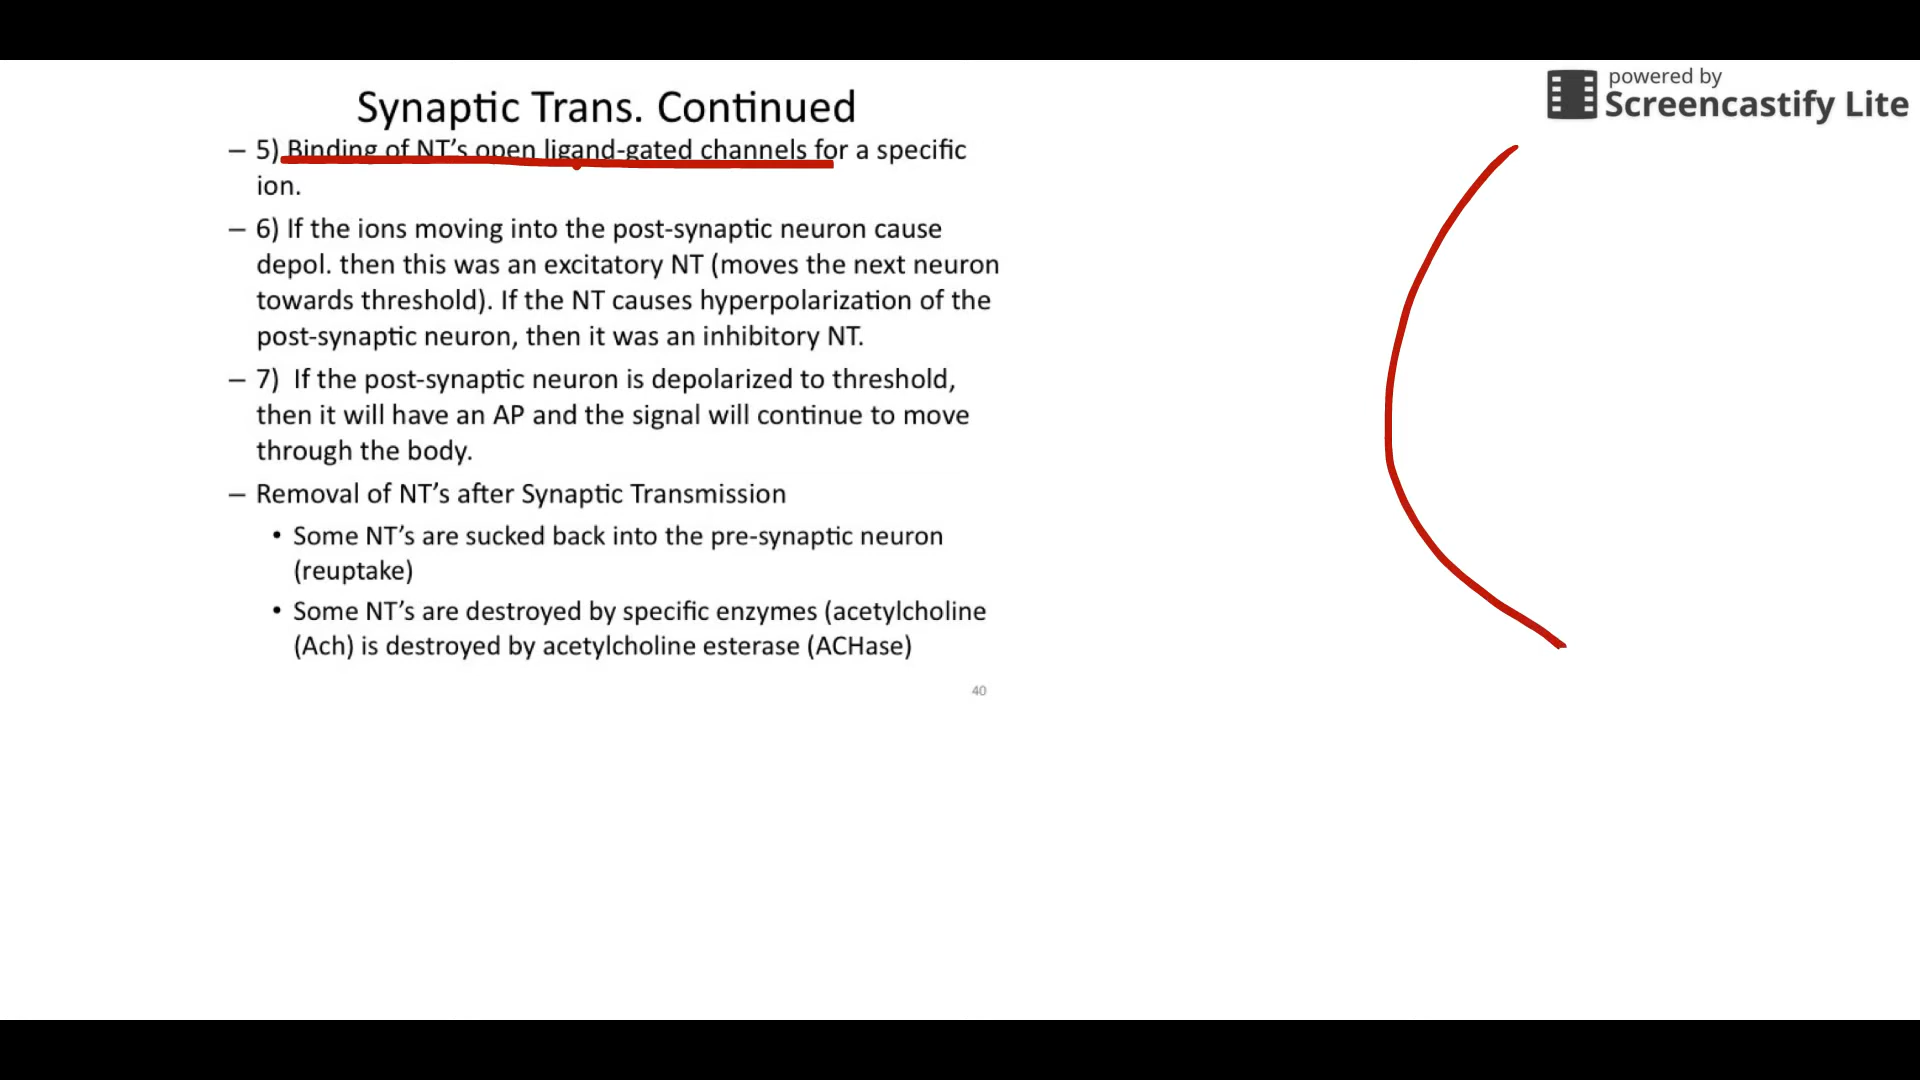 powered by
Screencastify Lite
Synaptic Trans. Continued
– 5) Binding of NT's open ligand-gated channels for a specific
ion.
– 6) If the ions moving into the post-synaptic neuron cause
depol. then this was an excitatory NT (moves the next neuron
towards threshold). If the NT causes hyperpolarization of the
post-synaptic neuron, then it was an inhibitory NT.
– 7)  If the post-synaptic neuron is depolarized to threshold,
then it will have an AP and the signal will continue to move
through the body.
– Removal of NT's after Synaptic Transmission
• Some NT's are sucked back into the pre-synaptic neuron
(reuptake)
• Some NT's are destroyed by specific enzymes (acetylcholine
(Ach) is destroyed by acetylcholine esterase (ACHase)
40